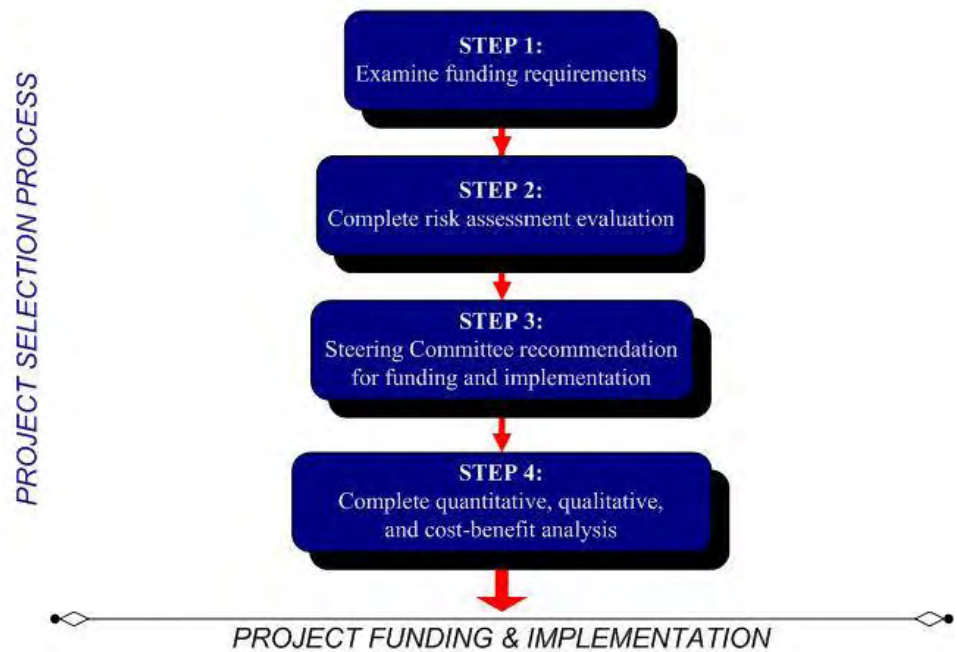 PROJECT SELECTION PROCESS
STEP 1:
Examine funding requirements
STEP 2:
Complete risk assessment evaluation
STEP 3:
Steering Committee recommendation
for funding and implementation
STEP 4:
Complete quantitative, qualitative,
and cost-benefit analysis
PROJECT FUNDING & IMPLEMENTATION